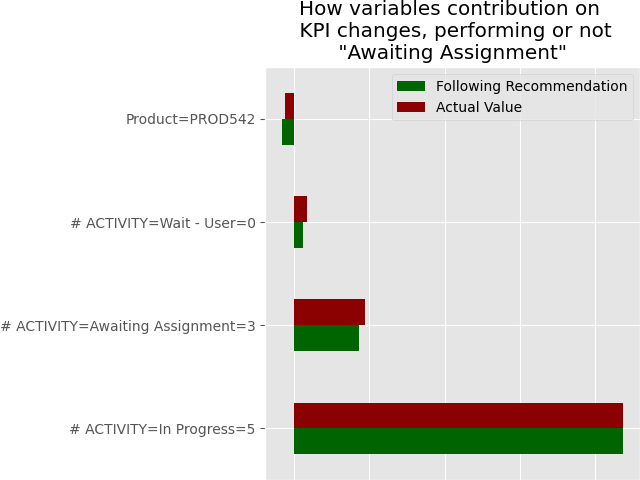 How variables contribution on
KPI changes, performing or not
"Awaiting Assignment"
Following Recommendation
Actual Value
Product=PROD542
# ACTIVITY=Wait - User=0
# ACTIVITY=Awaiting Assignment=3
# ACTIVITY=In Progress=5